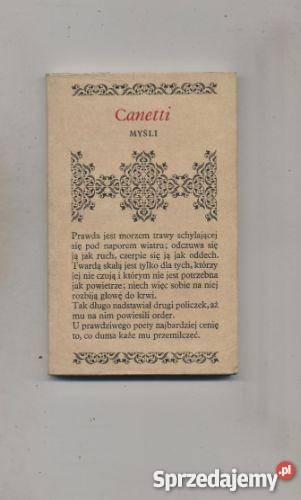 Canetti
MYŚLI
Prawda jest morzem trawy schylającej
się pod naporem wiatru; odczuwa się
ją jak ruch, czerpie się ją jak oddech.
Twardą skałą jest tylko dla tych, którzy
jej nie czują i którym nie jest potrzebna
jak powietrze; niech więc sobie na niej
rozbiją głowę do krwi.
Tak długo nadstawiał drugi policzek, aż
mu na nim powiesili order.
U prawdziwego poety najbardziej cenię
to, co duma każe mu przemilczeć.
Sprzedajemy.pl